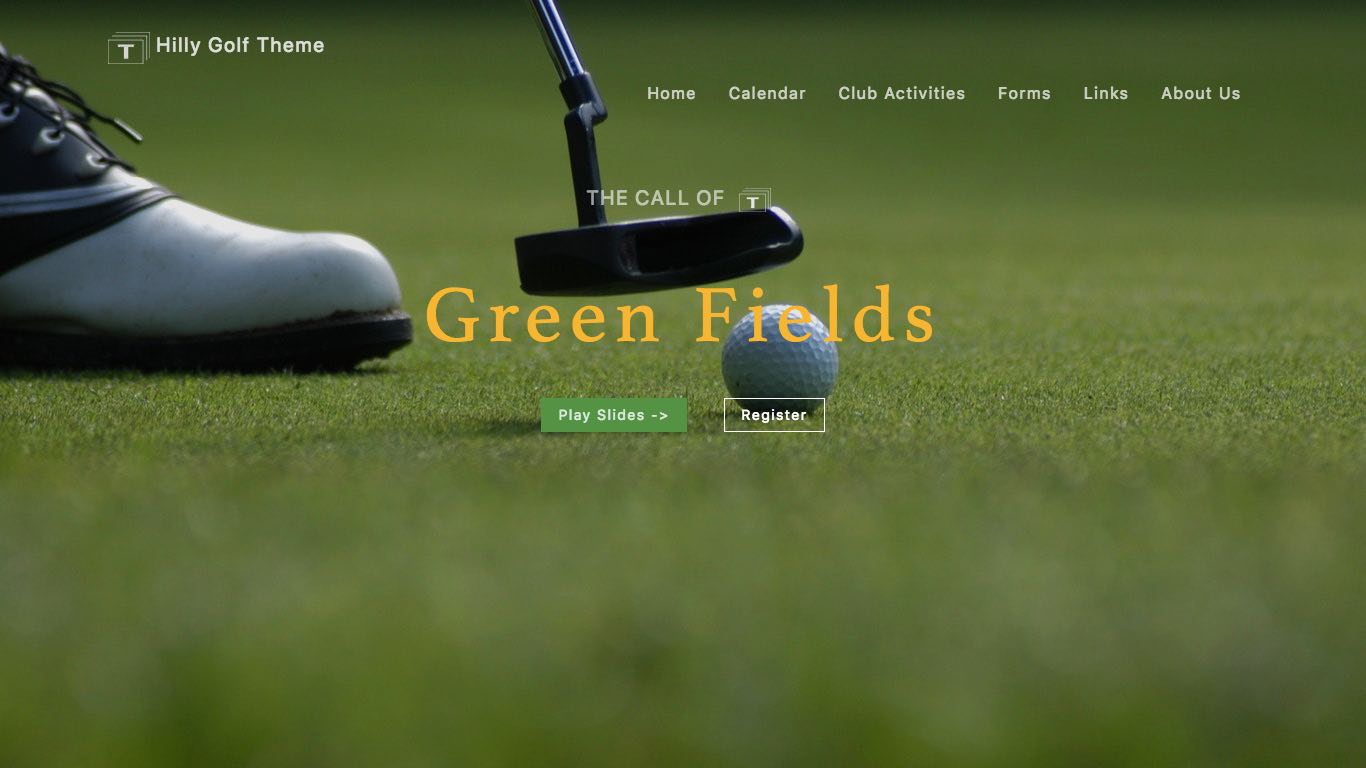 T Hilly Golf Theme
Home Calendar Club Activities Forms Links About Us
THE CALL OF T
Green Fields
Play Slides -> Register